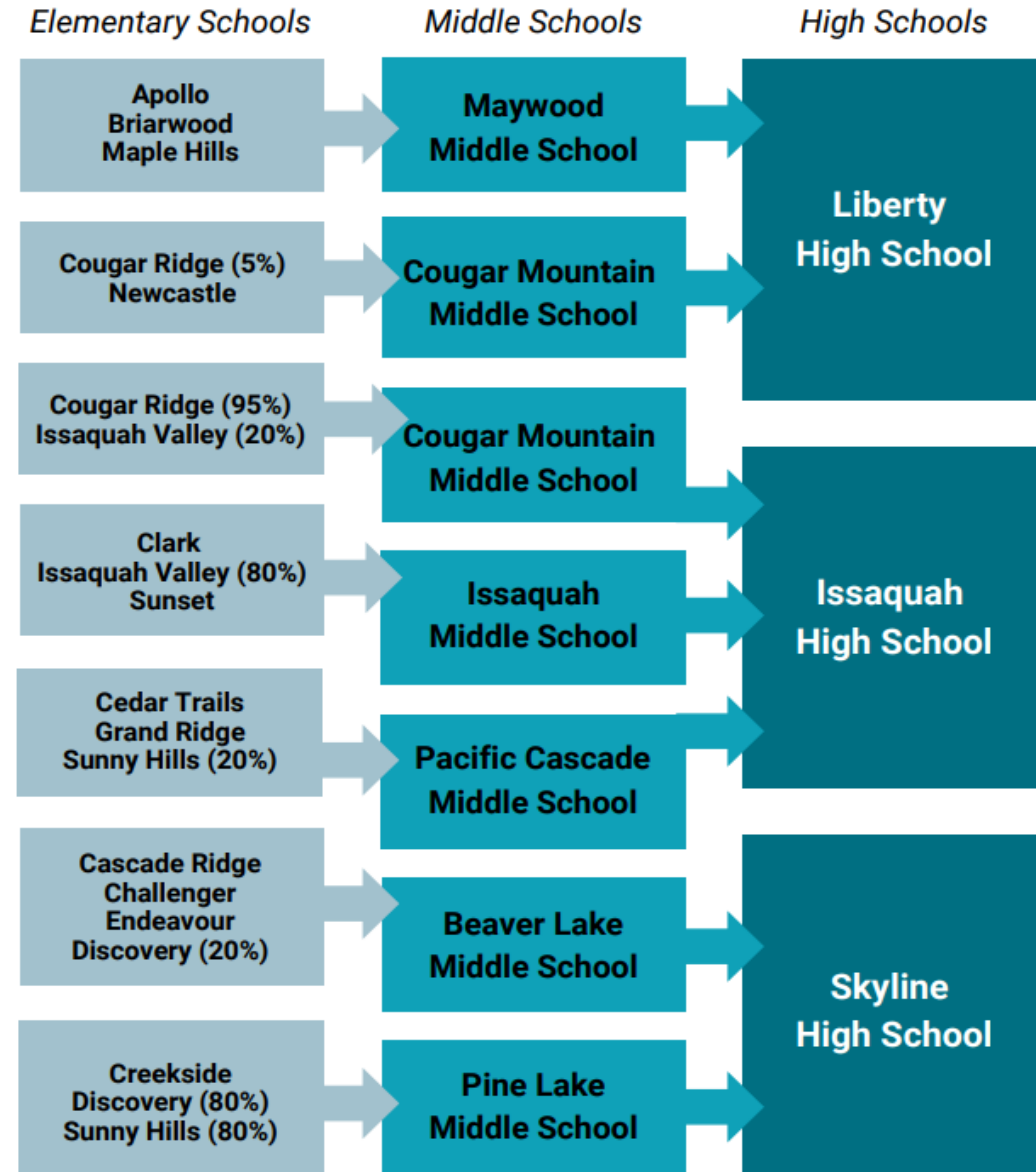 Elementary Schools
Middle Schools
High Schools
Apollo
Briarwood
Maple Hills
Maywood
Middle School
Liberty
High School
Cougar Ridge (5%)
Newcastle
Cougar Mountain
Middle School
Cougar Ridge (95%)
Issaquah Valley (20%)
Cougar Mountain
Middle School
Issaquah
High School
Clark
Issaquah Valley (80%)
Sunset
Issaquah
Middle School
Cedar Trails
Grand Ridge
Sunny Hills (20%)
Pacific Cascade
Middle School
Cascade Ridge
Challenger
Endeavour
Discovery (20%)
Beaver Lake
Middle School
Skyline
High School
Creekside
Discovery (80%)
Sunny Hills (80%)
Pine Lake
Middle School